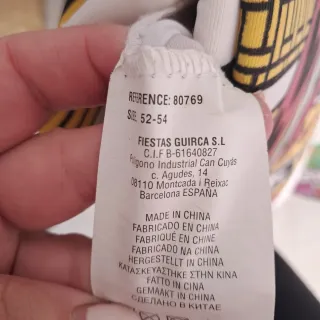 REFERENCE: 80769
SIZE: 52-54
FIESTAS GUIRCA S.L
C.I.F B-61640827
Polígono Industrial Can Cuyás
c. Agudes, 14
08110 Montcada i Reixac
Barcelona ESPAÑA
MADE IN CHINA
FABRICADO EN CHINA
FABRIQUÉ EN CHINE
FABRICADO NA CHINA
HERGESTELLT IN CHINA
ΚΑΤΑΣΚΕΥΑΣΤΗΚΕ ΣΤΗΝ ΚΙΝΑ
FATTO IN CINA
GEMAAKT IN CHINA
СДЕЛАНО В КИТАЕ